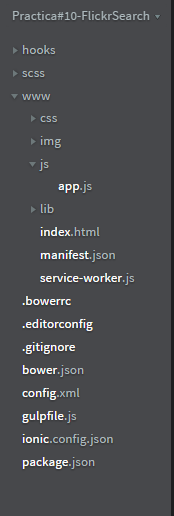 Practica#10-FlickrSearch
hooks
scss
www
css
img
js
app.js
lib
index.html
manifest.json
service-worker.js
.bowerrc
.editorconfig
.gitignore
bower.json
config.xml
gulpfile.js
ionic.config.json
package.json